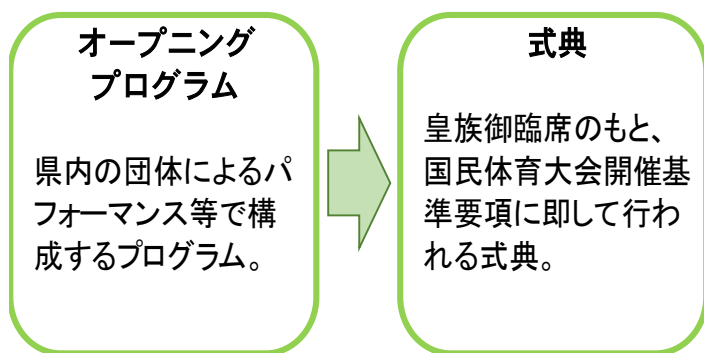 オープニング
プログラム
県内の団体によるパ
フォーマンス等で構
成するプログラム。
式典
皇族御臨席のもと、
国民体育大会開催基
準要項に即して行わ
れる式典。